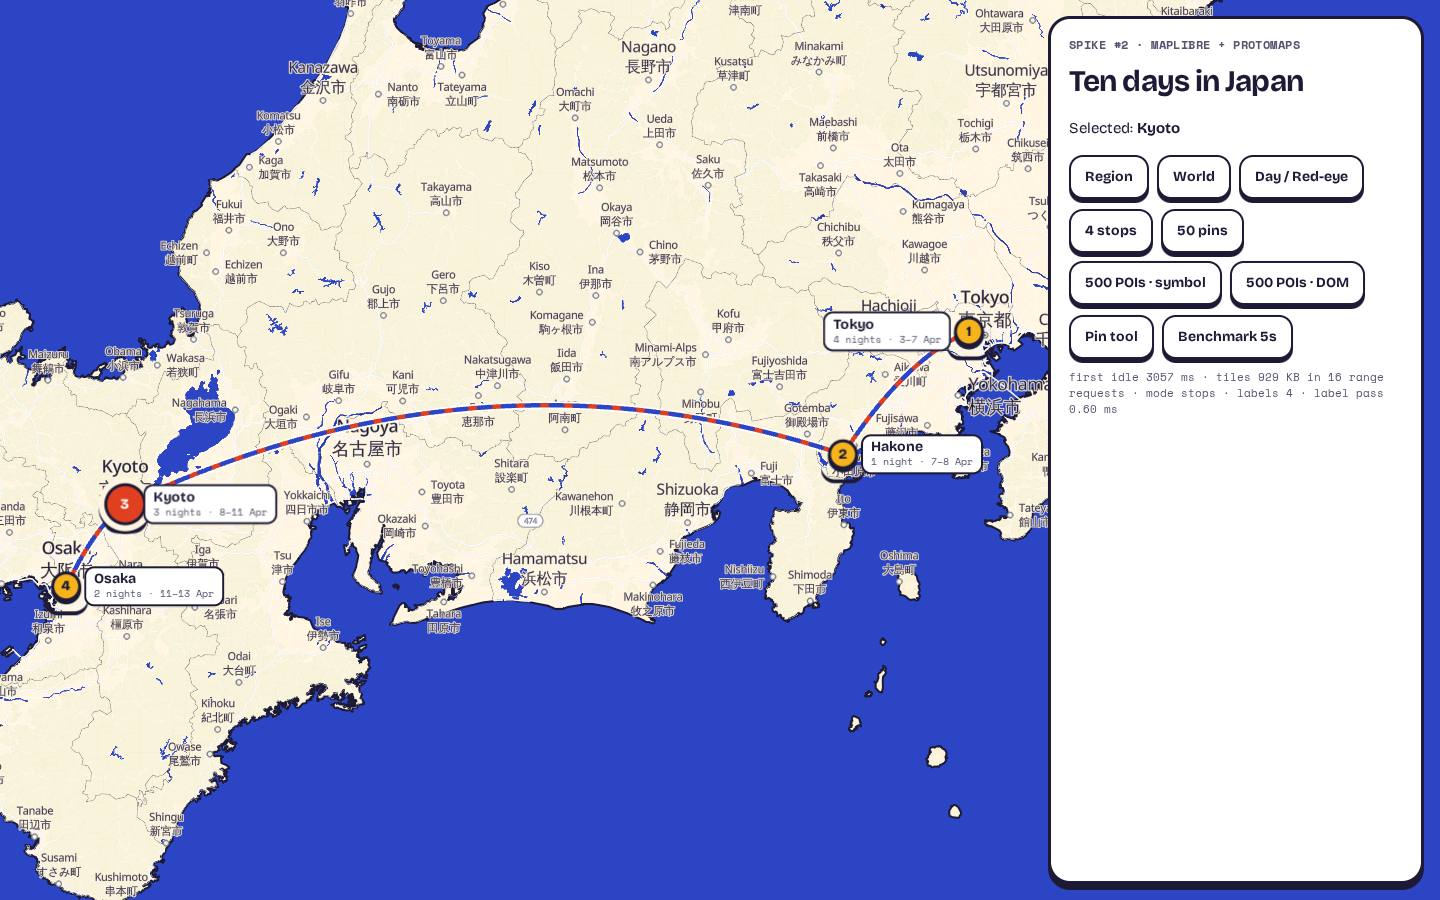 SPIKE #2 · MAPLIBRE + PROTOMAPS
Ten days in Japan
Selected: Kyoto
Region
World
Day / Red-eye
4 stops
50 pins
500 POIs · symbol
500 POIs · DOM
Pin tool
Benchmark 5s
first idle 3057 ms · tiles 929 KB in 16 range
requests · mode stops · labels 4 · label pass
0.60 ms
1
Tokyo
4 nights · 3–7 Apr
2
Hakone
1 night · 7–8 Apr
3
Kyoto
3 nights · 8–11 Apr
4
Osaka
2 nights · 11–13 Apr
津南町
Kitaibaraki
Ohtawara
大田原市
Toyama
富山市
Nagano
長野市
Minakami
みなかみ町
Kanazawa
金沢市
Kusatsu
草津町
Utsunomiya
宇都宮市
Nanto
南砺市
Tateyama
立山町
Omachi
大町市
Komatsu
小松市
Ueda
上田市
Maebashi
前橋市
Tochigi
栃木市
Ota
太田市
Chikusei
筑西市
Kaga
加賀市
Matsumoto
松本市
Saku
佐久市
Takasaki
高崎市
Takayama
高山市
Fukui
福井市
Okaya
岡谷市
Kumagaya
熊谷市
Ono
大野市
Chichibu
秩父市
Echizen
越前町
Chino
茅野市
Kawagoe
川越市
Echizen
越前市
Gero
下呂市
Kiso
木曽町
Ina
伊那市
Gujo
郡上市
Tokyo
Hachioji
Tsuruga
敦賀市
Komagane
駒ヶ根市
Kofu
甲府市
Maizuru
舞鶴市
Obama
小浜市
Wakasa
若狭町
Nakatsugawa
中津川市
Iida
飯田市
Minami-Alps
南アルプス市
Fujiyoshida
富士吉田市
Gifu
岐阜市
Kani
可児市
Yokohama
横浜市
Nagahama
長浜市
Ogaki
大垣市
恵那市
阿南町
Minobu
Gotemba
御殿場市
Fujisawa
Nagoya
名古屋市
Kyoto
Shitara
設楽町
Fuji
富士市
Toyota
豊田市
Kawanehon
川根本町
Shizuoka
静岡市
Yokkaichi
四日市市
Ito
伊東市
Okazaki
岡崎市
474
Iga
伊賀市
Tsu
津市
Nara
Hamamatsu
浜松市
Fujieda
藤枝市
Oshima
大島町
Toyohashi
豊橋市
Nishiizu
西伊豆町
Shimoda
下田市
Makinohara
牧之原市
Kashihara
橿原市
名張市
和泉市
Tahara
田原市
Ise
伊勢市
Odai
大台町
Kihoku
紀北町
Owase
尾鷲市
Tanabe
田辺市
Shingu
新宮市
Susami
すさみ町
Kushimoto
串本町